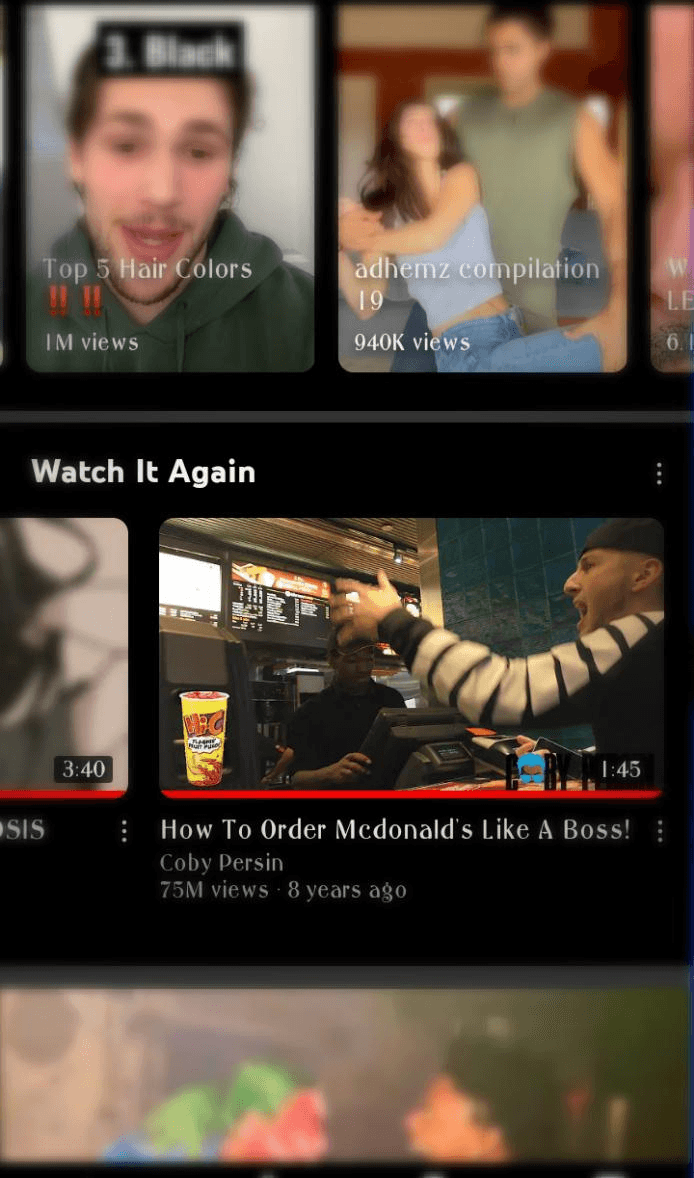 3. Black
Top 5 Hair Colors
‼️ ‼️
1M views
adhemz compilation
19
940K views
W
LE
6.
Watch It Again
Hi-C
3:40
1:45
OSIS
How To Order Mcdonald's Like A Boss!
Coby Persin
75M views · 8 years ago